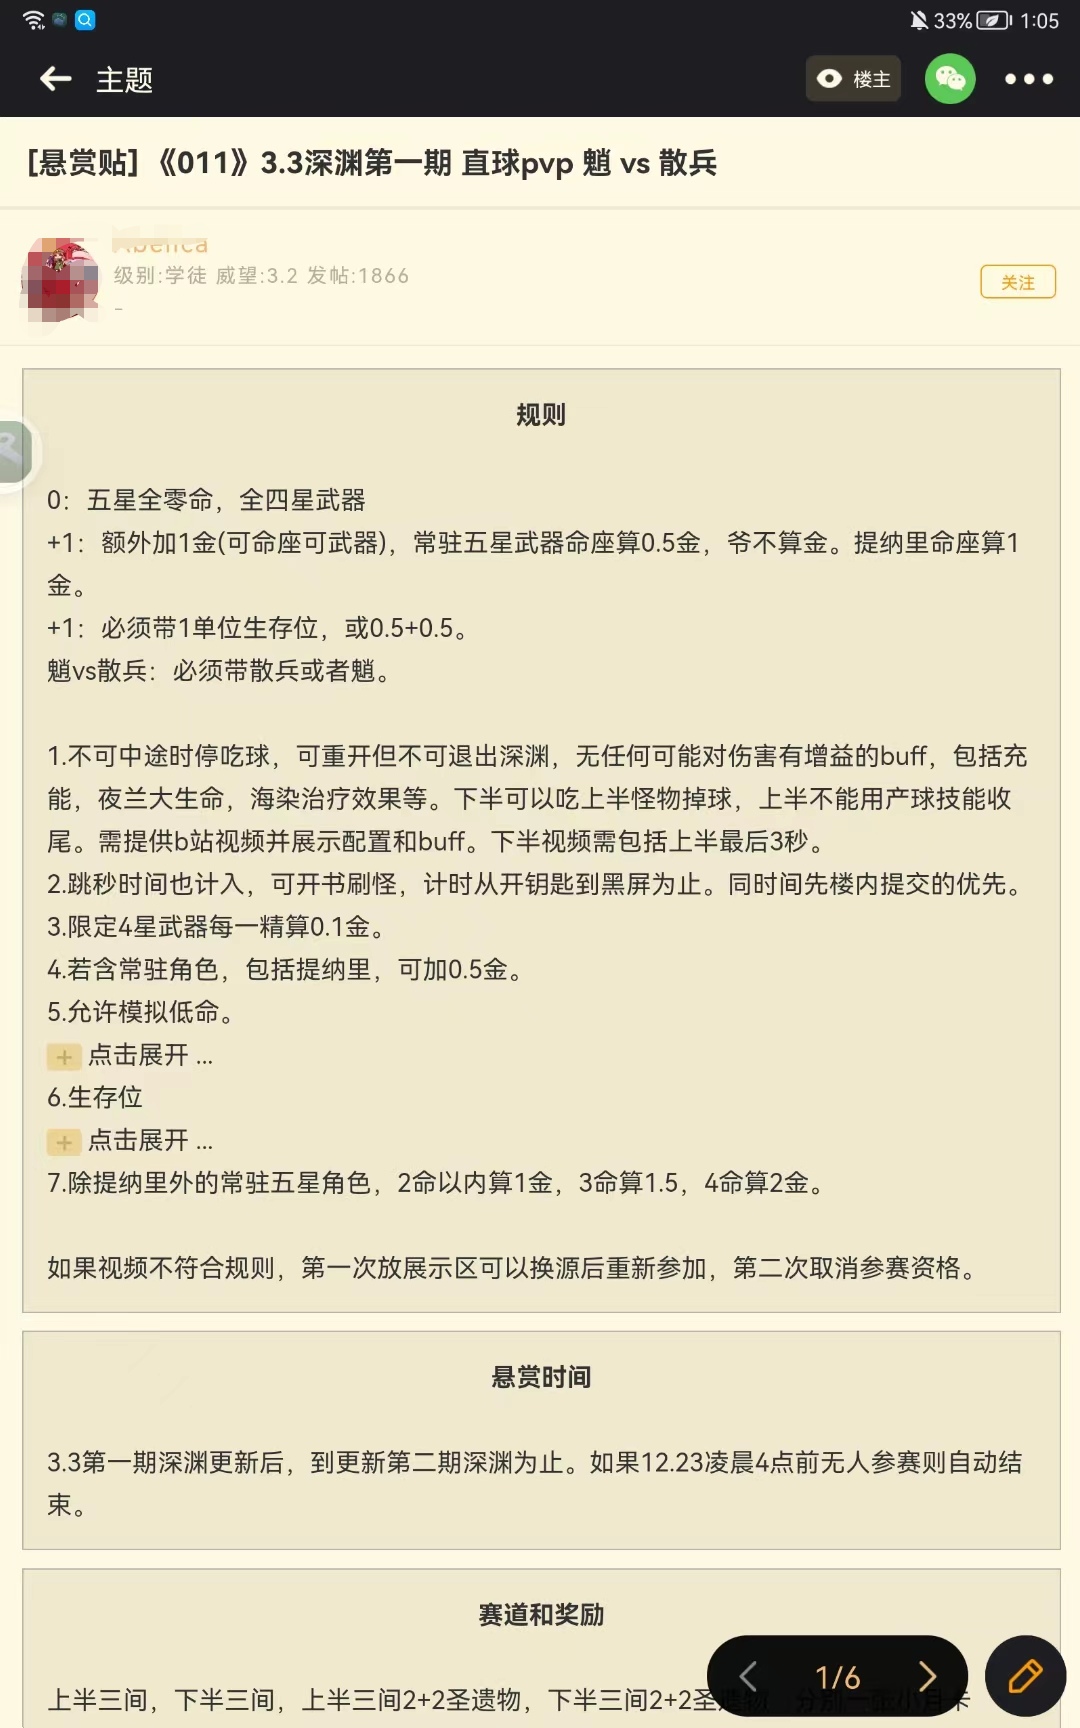 33% 1:05
主题
楼主
[悬赏贴]《011》3.3深渊第一期 直球pvp 魈 vs 散兵
级别:学徒 威望:3.2 发帖:1866
关注
-
规则
0：五星全零命，全四星武器
+1：额外加1金(可命座可武器)，常驻五星武器命座算0.5金，爷不算金。提纳里命座算1
金。
+1：必须带1单位生存位，或0.5+0.5。
魈vs散兵：必须带散兵或者魈。
1.不可中途时停吃球，可重开但不可退出深渊，无任何可能对伤害有增益的buff，包括充
能，夜兰大生命，海染治疗效果等。下半可以吃上半怪物掉球，上半不能用产球技能收
尾。需提供b站视频并展示配置和buff。下半视频需包括上半最后3秒。
2.跳秒时间也计入，可开书刷怪，计时从开钥匙到黑屏为止。同时间先楼内提交的优先。
3.限定4星武器每一精算0.1金。
4.若含常驻角色，包括提纳里，可加0.5金。
5.允许模拟低命。
+ 点击展开 ...
6.生存位
+ 点击展开 ...
7.除提纳里外的常驻五星角色，2命以内算1金，3命算1.5，4命算2金。
如果视频不符合规则，第一次放展示区可以换源后重新参加，第二次取消参赛资格。
悬赏时间
3.3第一期深渊更新后，到更新第二期深渊为止。如果12.23凌晨4点前无人参赛则自动结
束。
赛道和奖励
1/6
上半三间，下半三间，上半三间2+2圣遗物，下半三间2+2圣遗物，分别一张小月卡